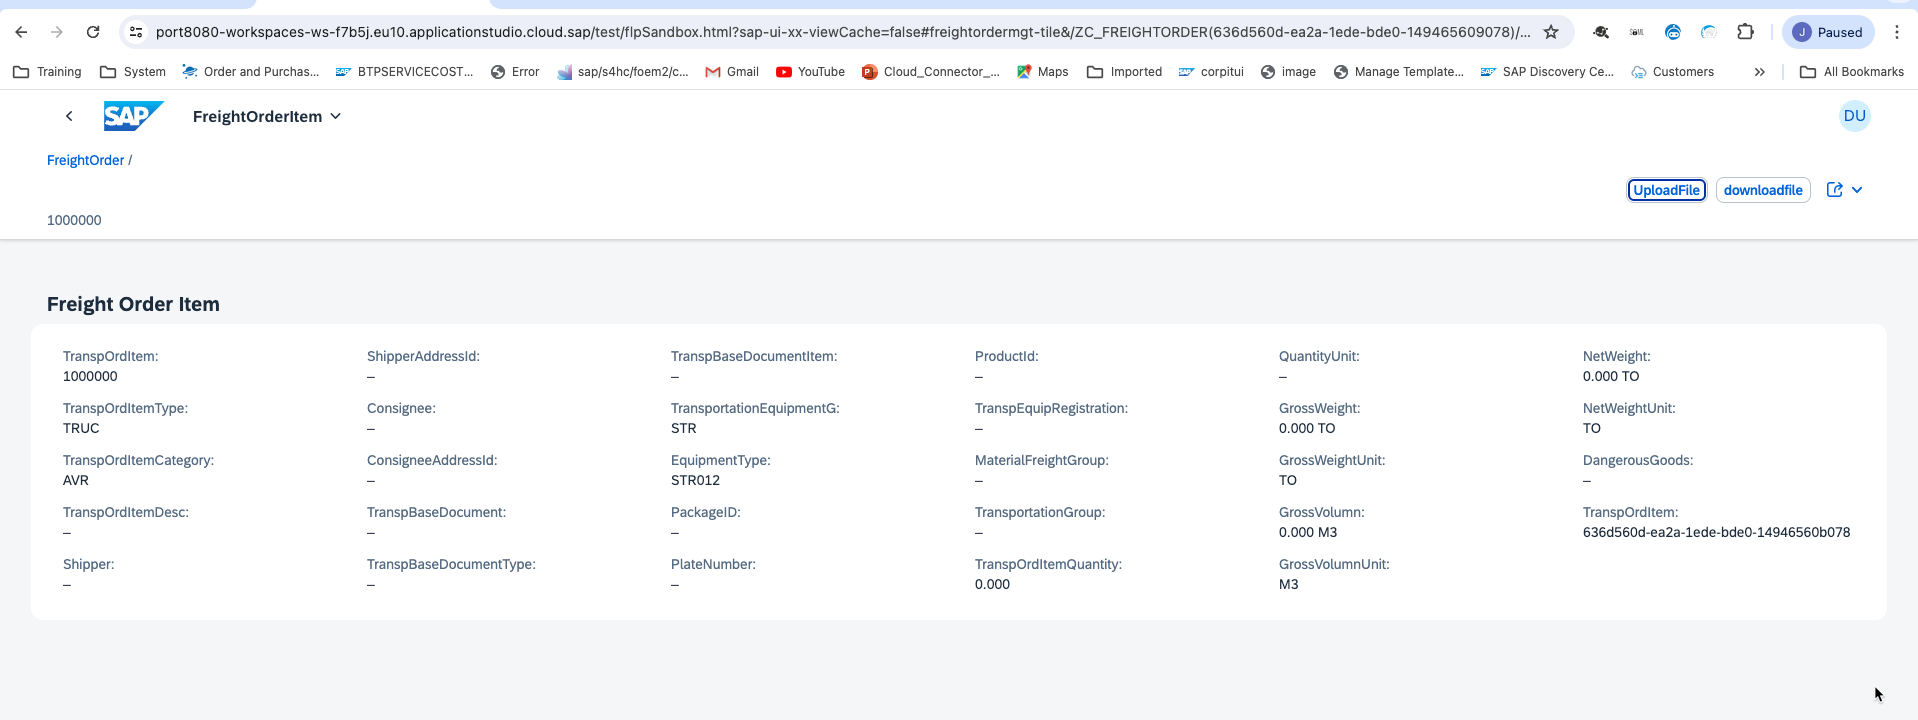 port8080-workspaces-ws-f7b5j.eu10.applicationstudio.cloud.sap/test/flpSandbox.html?sap-ui-xx-viewCache=false#freightordermgt-tile&/ZC_FREIGHTORDER(636d560d-ea2a-1ede-bde0-149465609078)/...
J Paused
Training System Order and Purchas... BTPSERVICECOST... Error sap/s4hc/foem2/c... Gmail YouTube Cloud_Connector_... Maps Imported corpitui image Manage Template... SAP Discovery Ce... Customers » All Bookmarks
SAP FreightOrderItem DU
FreightOrder /
UploadFile downloadfile
1000000
Freight Order Item
TranspOrdItem: ShipperAddressId: TranspBaseDocumentItem: ProductId: QuantityUnit: NetWeight:
1000000 – – – – 0.000 TO
TranspOrdItemType: Consignee: TransportationEquipmentG: TranspEquipRegistration: GrossWeight: NetWeightUnit:
TRUC – STR – 0.000 TO TO
TranspOrdItemCategory: ConsigneeAddressId: EquipmentType: MaterialFreightGroup: GrossWeightUnit: DangerousGoods:
AVR – STR012 – TO –
TranspOrdItemDesc: TranspBaseDocument: PackageID: TransportationGroup: GrossVolumn: TranspOrdItem:
– – – – 0.000 M3 636d560d-ea2a-1ede-bde0-14946560b078
Shipper: TranspBaseDocumentType: PlateNumber: TranspOrdItemQuantity: GrossVolumnUnit:
– – – 0.000 M3